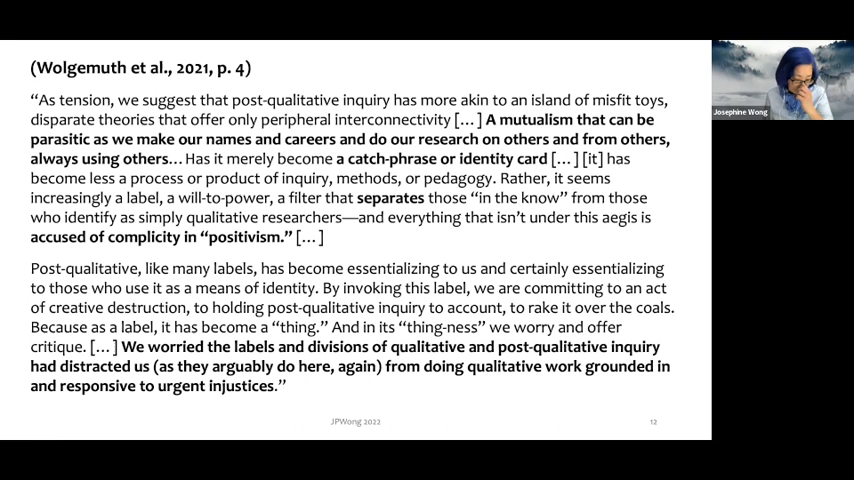 (Wolgemuth et al., 2021, p. 4)
“As tension, we suggest that post-qualitative inquiry has more akin to an island of misfit toys,
disparate theories that offer only peripheral interconnectivity [...] A mutualism that can be
parasitic as we make our names and careers and do our research on others and from others,
always using others... Has it merely become a catch-phrase or identity card [...] [it] has
become less a process or product of inquiry, methods, or pedagogy. Rather, it seems
increasingly a label, a will-to-power, a filter that separates those “in the know” from those
who identify as simply qualitative researchers—and everything that isn’t under this aegis is
accused of complicity in “positivism.” [...]
Post-qualitative, like many labels, has become essentializing to us and certainly essentializing
to those who use it as a means of identity. By invoking this label, we are committing to an act
of creative destruction, to holding post-qualitative inquiry to account, to rake it over the coals.
Because as a label, it has become a “thing.” And in its “thing-ness” we worry and offer
critique. [...] We worried the labels and divisions of qualitative and post-qualitative inquiry
had distracted us (as they arguably do here, again) from doing qualitative work grounded in
and responsive to urgent injustices.”
JPWong 2022
12
Josephine Wong